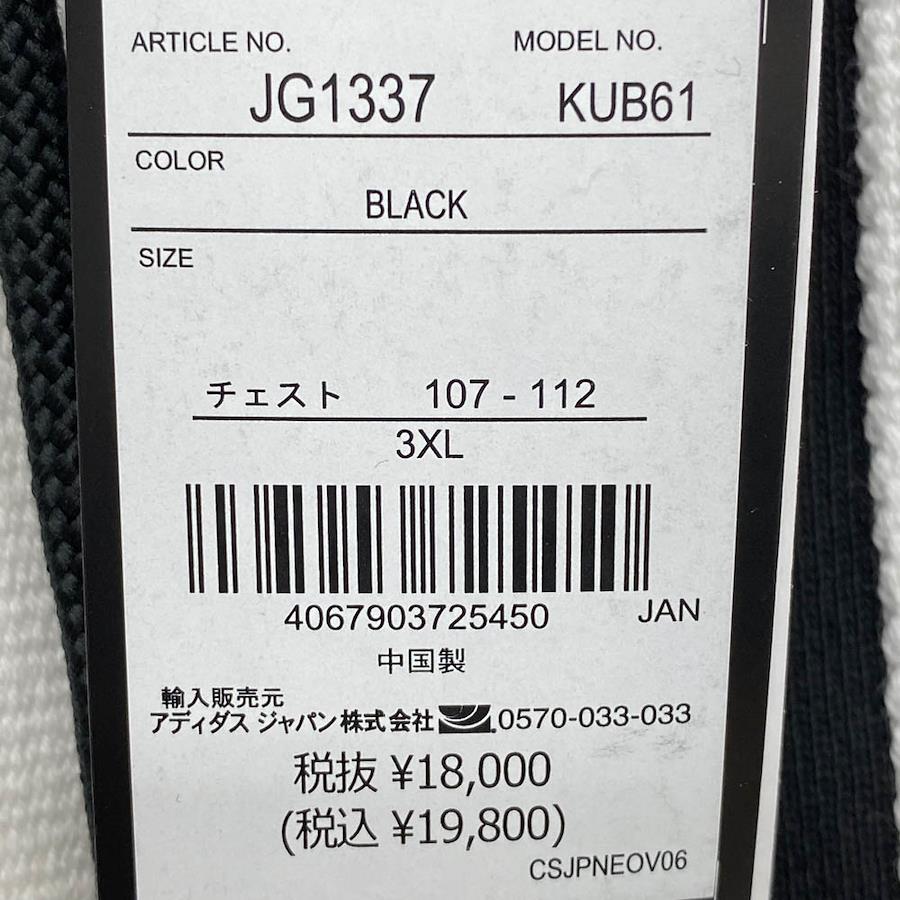 ARTICLE NO. MODEL NO.
JG1337 KUB61
COLOR
BLACK
SIZE
チェスト 107 - 112
3XL
4067903725450 JAN
中国製
輸入販売元
アディダス ジャパン株式会社 0570-033-033
税抜 ¥18,000
(税込 ¥19,800)
CSJPNEOV06